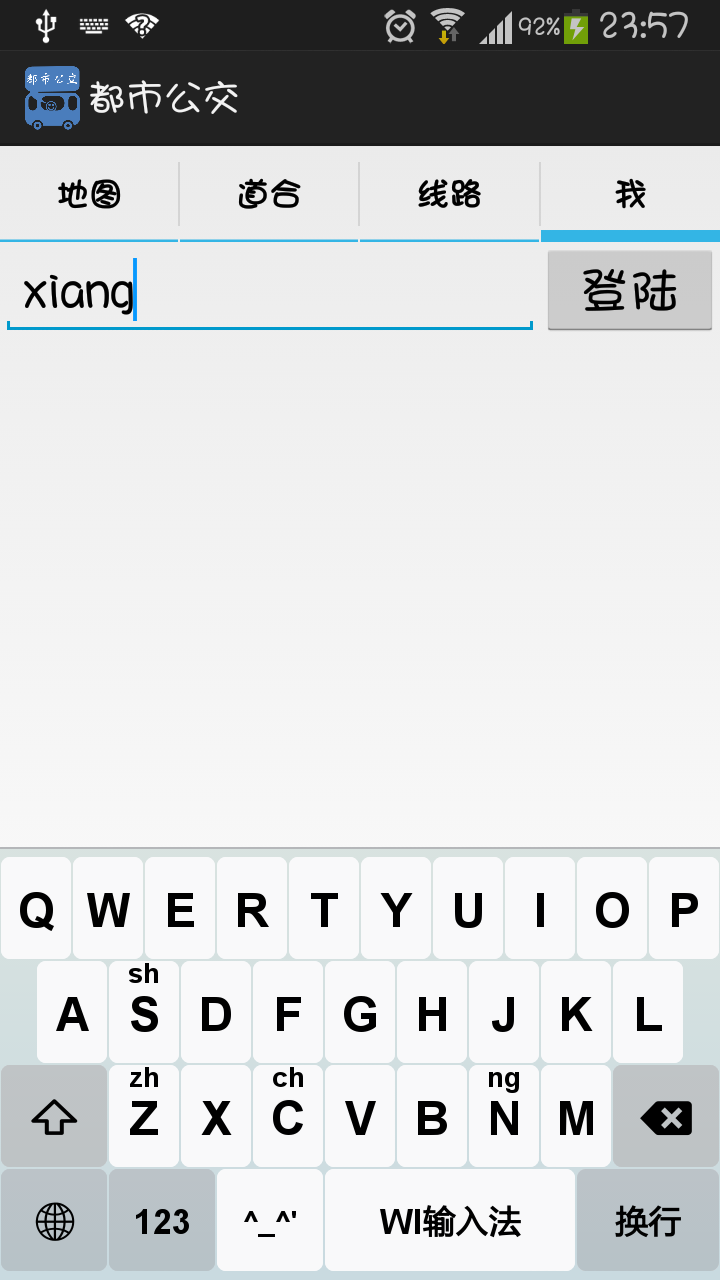 92% 23:57
都市公交 都市公交
地图 道合 线路 我
xiang 登陆
Q W E R T Y U I O P
sh
A S D F G H J K L
zh ch ng
Z X C V B N M
123 ^_^' WI输入法 换行